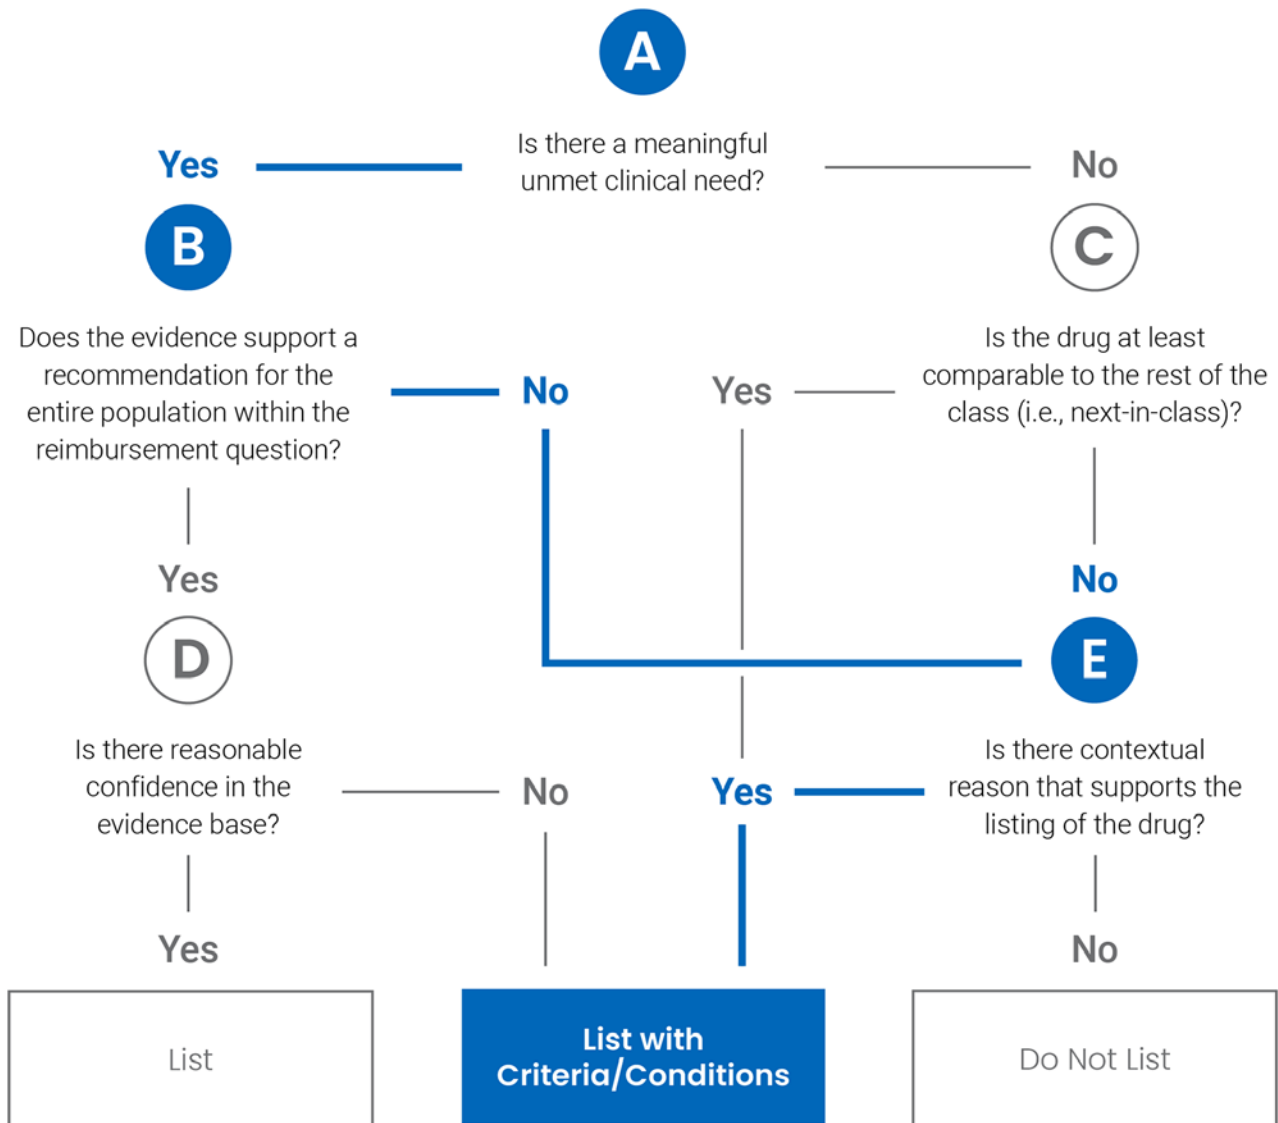 A
Is there a meaningful
unmet clinical need?
Yes
No
B
C
Does the evidence support a
recommendation for the
entire population within the
reimbursement question?
No
Yes
Is the drug at least
comparable to the rest of the
class (i.e., next-in-class)?
Yes
No
D
E
Is there reasonable
confidence in the
evidence base?
No
Yes
Is there contextual
reason that supports the
listing of the drug?
Yes
No
List
List with
Criteria/Conditions
Do Not List